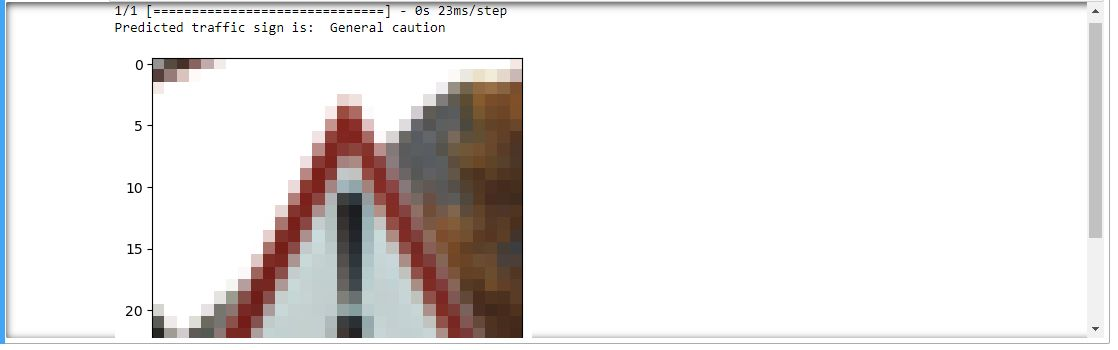 1/1 [==============================] - 0s 23ms/step
Predicted traffic sign is:  General caution
0
5
10
15
20